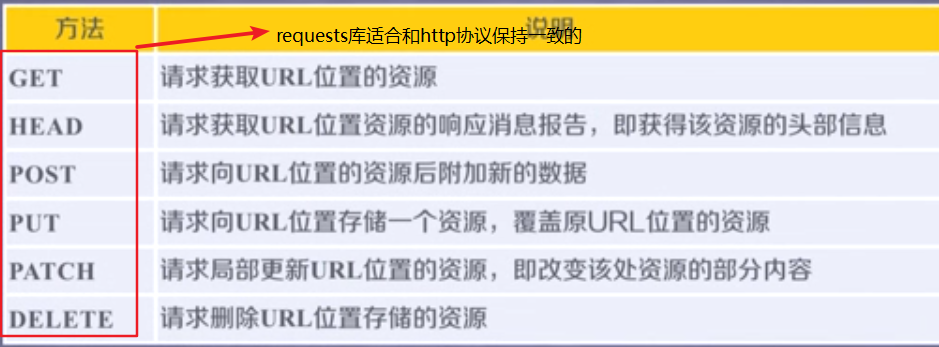 方法 说明
requests库适合和http协议保持一致的
GET 请求获取URL位置的资源
HEAD 请求获取URL位置资源的响应消息报告，即获得该资源的头部信息
POST 请求向URL位置的资源后附加新的数据
PUT 请求向URL位置存储一个资源，覆盖原URL位置的资源
PATCH 请求局部更新URL位置的资源，即改变该处资源的部分内容
DELETE 请求删除URL位置存储的资源